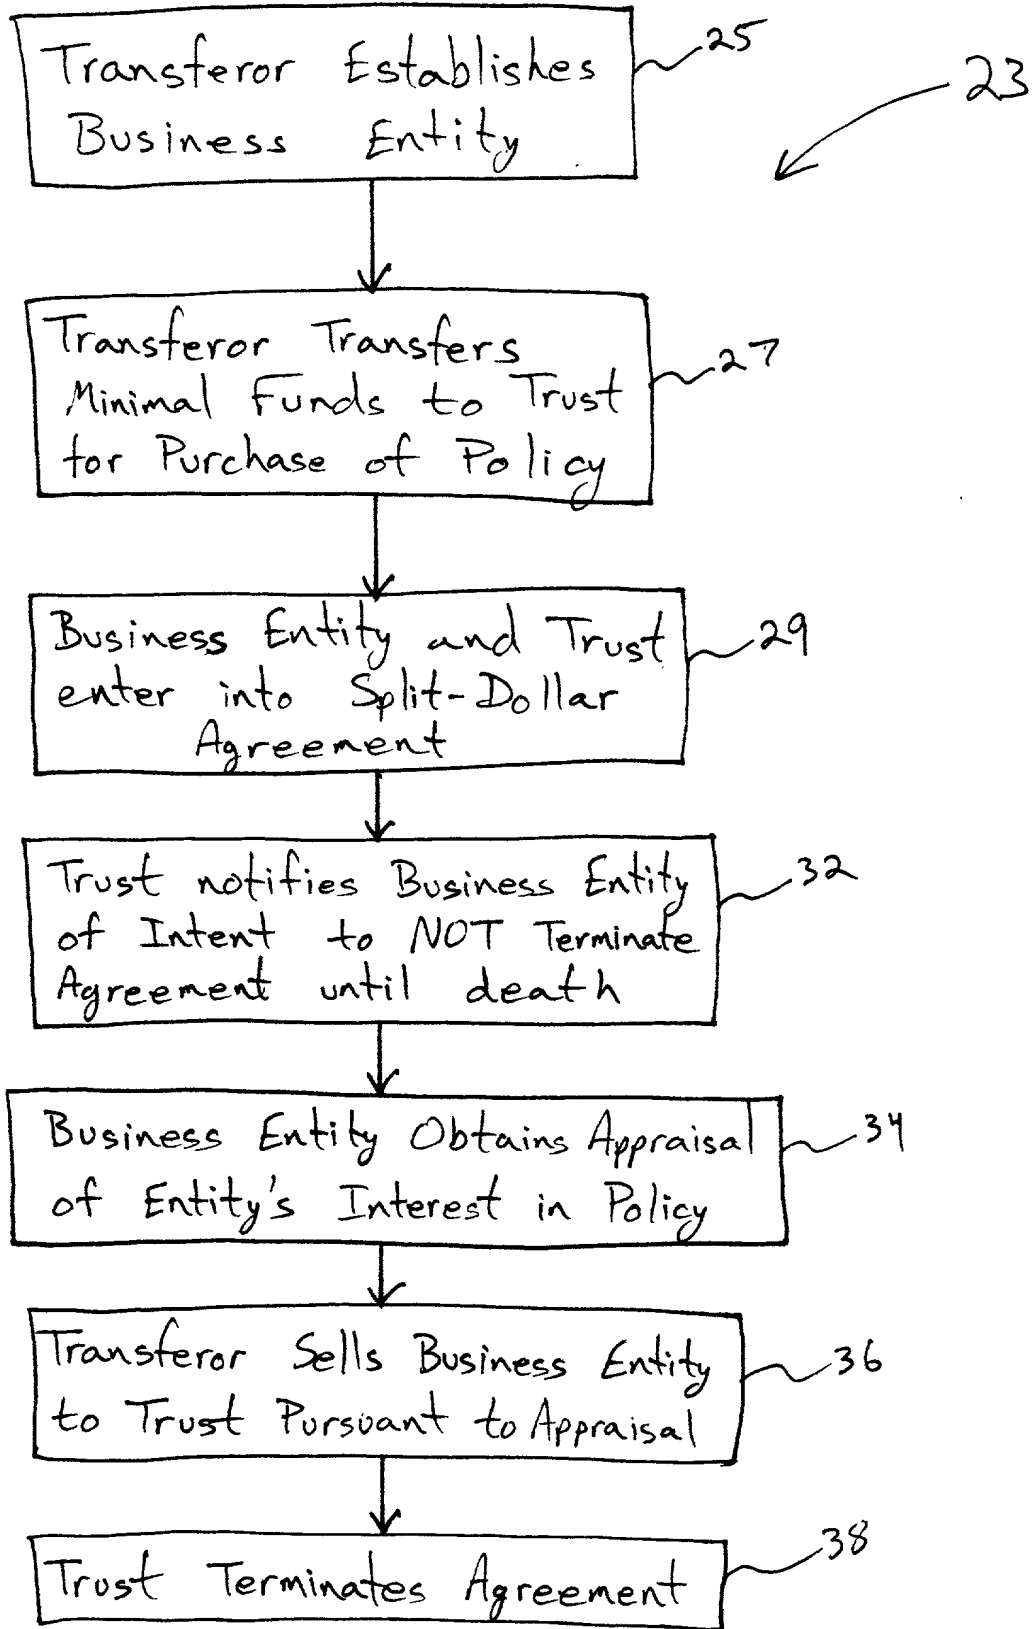 Transferor Establishes
Business Entity
25
23
Transferor Transfers
Minimal Funds to Trust
for Purchase of Policy
27
Business Entity and Trust
enter into Split-Dollar
Agreement
29
Trust notifies Business Entity
of Intent to NOT Terminate
Agreement until death
32
Business Entity Obtains Appraisal
of Entity's Interest in Policy
34
Transferor Sells Business Entity
to Trust Pursuant to Appraisal
36
Trust Terminates Agreement
38